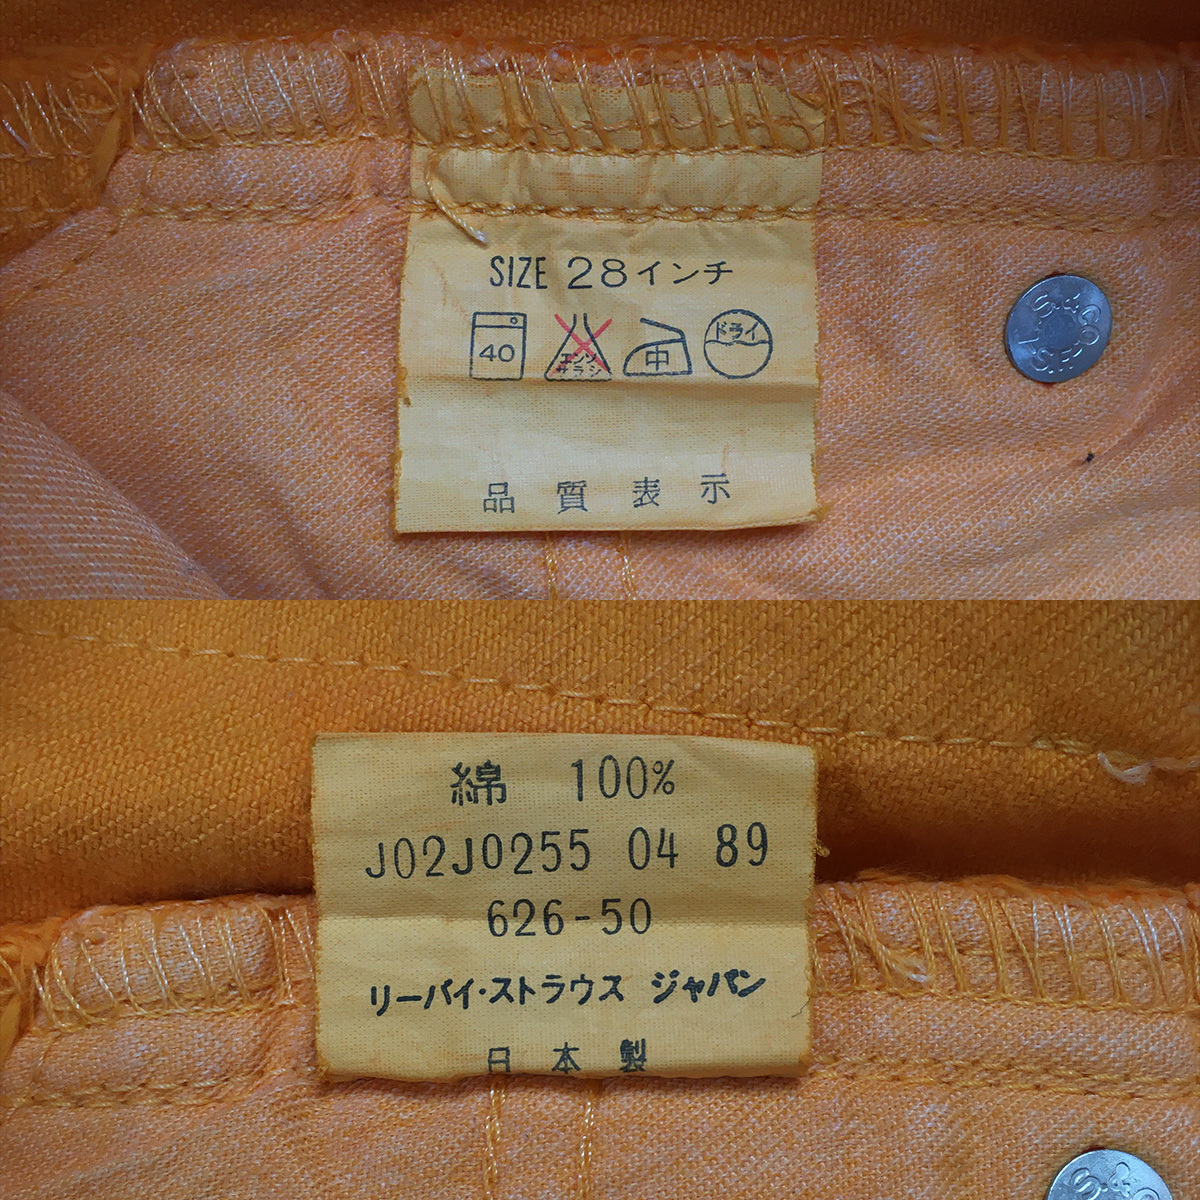 SIZE 28インチ
40 エンソ 中 ドライ
サラシ
品質表示
S. & CO
S.F.
綿 100%
J02J0255 04 89
626-50
リーバイ・ストラウス ジャパン
日本製
S. & CO